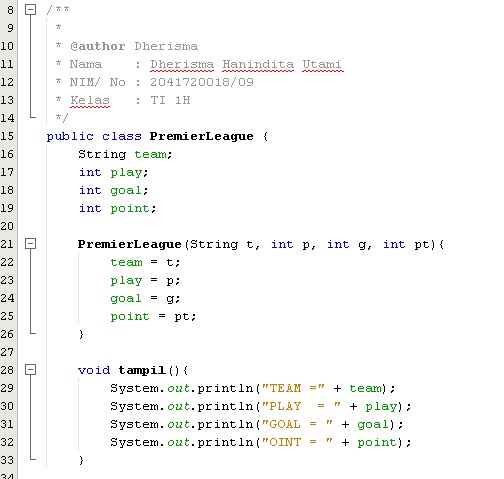 8 /**
9  *
10  * @author Dherisma
11  * Nama    : Dherisma Hanindita Utami
12  * NIM/ No : 2041720018/09
13  * Kelas   : TI 1H
14  */
15 public class PremierLeague {
16     String team;
17     int play;
18     int goal;
19     int point;
20
21     PremierLeague(String t, int p, int g, int pt){
22         team = t;
23         play = p;
24         goal = g;
25         point = pt;
26     }
27
28     void tampil(){
29         System.out.println("TEAM =" + team);
30         System.out.println("PLAY  = " + play);
31         System.out.println("GOAL = " + goal);
32         System.out.println("OINT = " + point);
33     }
34